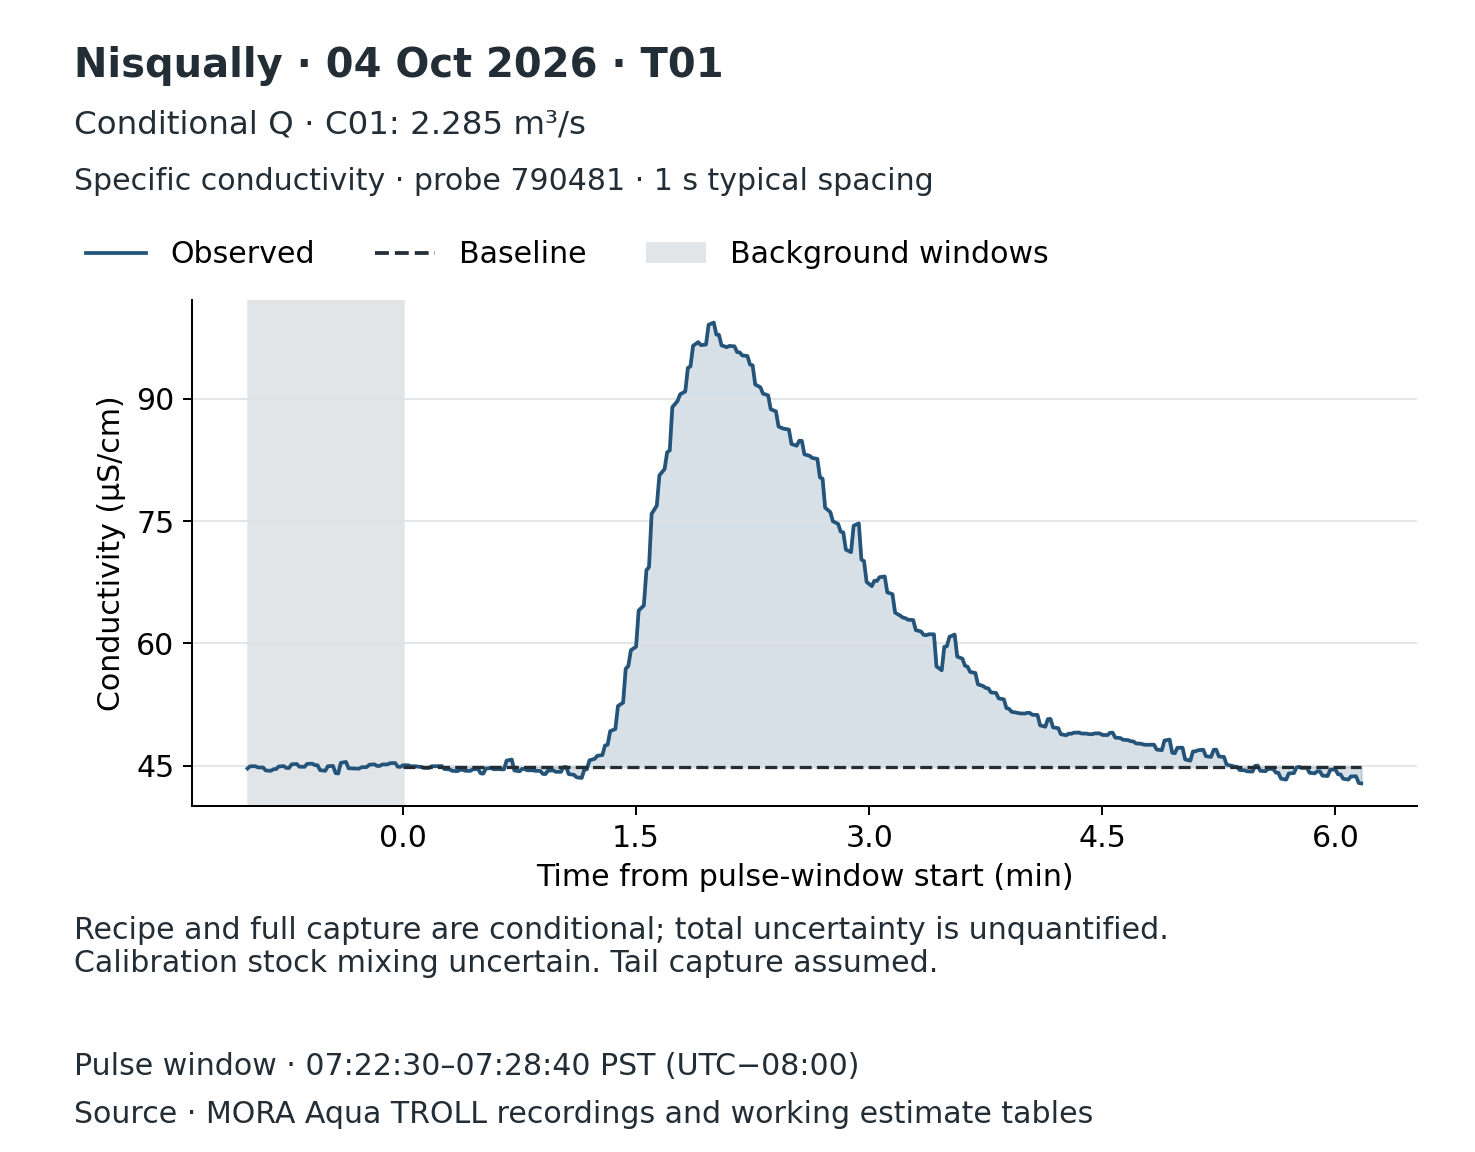 Nisqually · 04 Oct 2026 · T01
Conditional Q · C01: 2.285 m³/s
Specific conductivity · probe 790481 · 1 s typical spacing
Observed
Baseline
Background windows
Conductivity (µS/cm)
90
75
60
45
0.0
1.5
3.0
4.5
6.0
Time from pulse-window start (min)
Recipe and full capture are conditional; total uncertainty is unquantified.
Calibration stock mixing uncertain. Tail capture assumed.
Pulse window · 07:22:30–07:28:40 PST (UTC−08:00)
Source · MORA Aqua TROLL recordings and working estimate tables